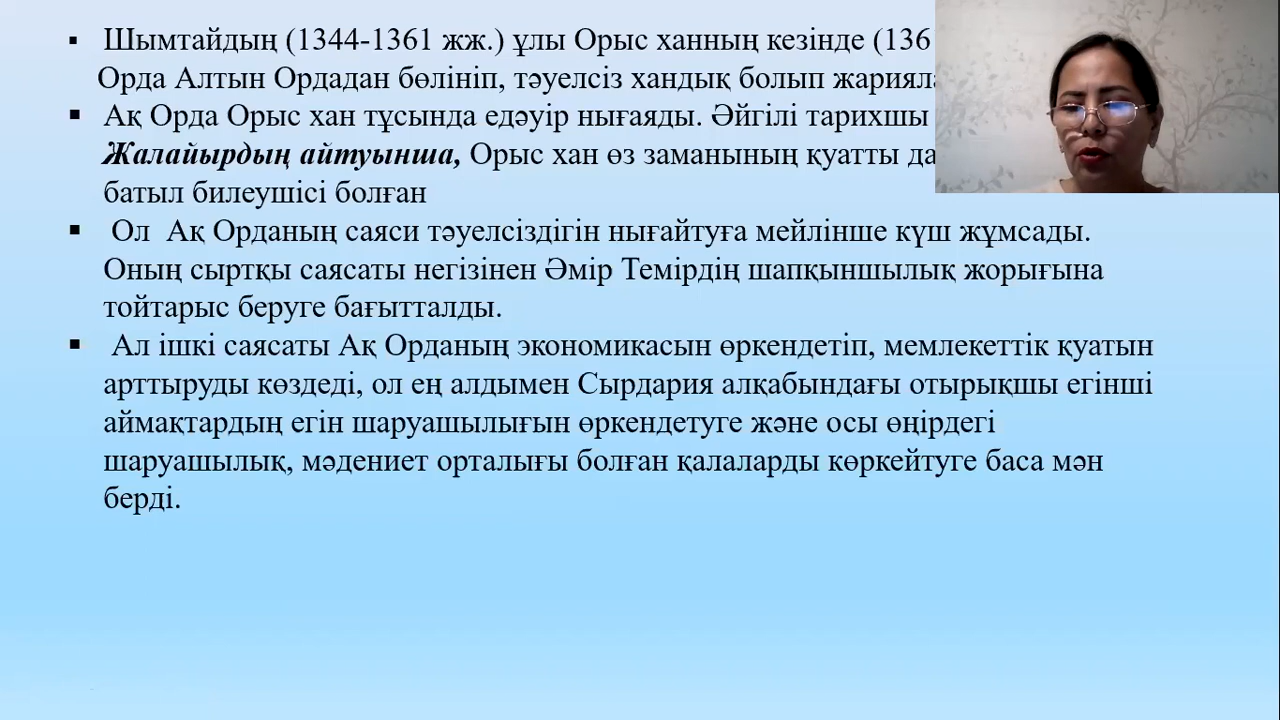 Шымтайдың (1344-1361 жж.) ұлы Орыс ханның кезінде (136
Орда Алтын Ордадан бөлініп, тәуелсіз хандық болып
Ақ Орда Орыс хан тұсында едәуір нығаяды. Әйгілі тарихшы
Жалайырдың айтуынша, Орыс хан өз заманының қуатты
батыл билеушісі болған
Ол Ақ Орданың саяси тәуелсіздігін нығайтуға мейлінше күш жұмсады.
Оның сыртқы саясаты негізінен Әмір Темірдің шапқыншылық жорығына
тойтарыс беруге бағытталды.
Ал ішкі саясаты Ақ Орданың экономикасын өркендетіп, мемлекеттік қуатын
арттыруды көздеді, ол ең алдымен Сырдария алқабындағы отырықшы егінші
аймақтардың егін шаруашылығын өркендетуге және осы өңірдегі
шаруашылық, мәдениет орталығы болған қалаларды көркейтуге баса мән
берді.